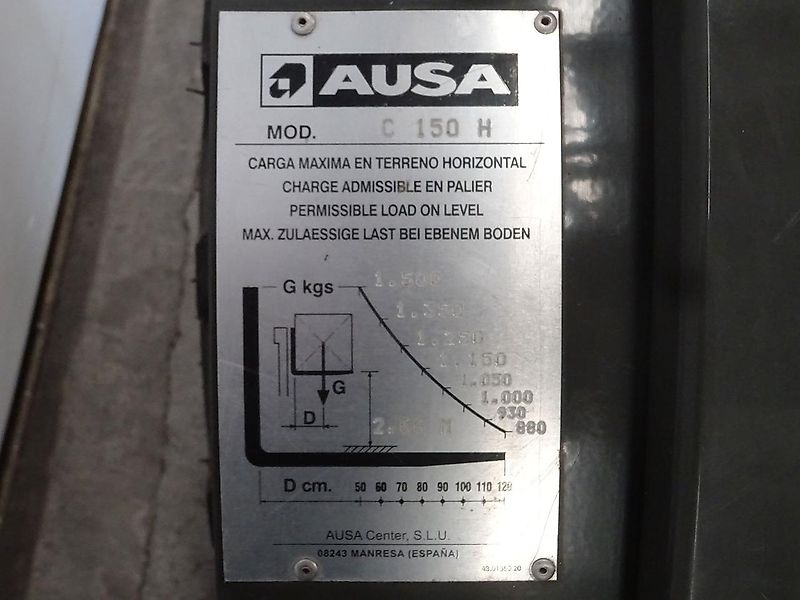 AUSA
MOD. C 150 H
CARGA MAXIMA EN TERRENO HORIZONTAL
CHARGE ADMISSIBLE EN PALIER
PERMISSIBLE LOAD ON LEVEL
MAX. ZULAESSIGE LAST BEI EBENEM BODEN
G kgs 1.500
1.250
1.150
1.050
G 1.000
930
D 880
D cm. 50 60 70 80 90 100 110 120
AUSA Center, S.L.U.
08243 MANRESA (ESPAÑA)